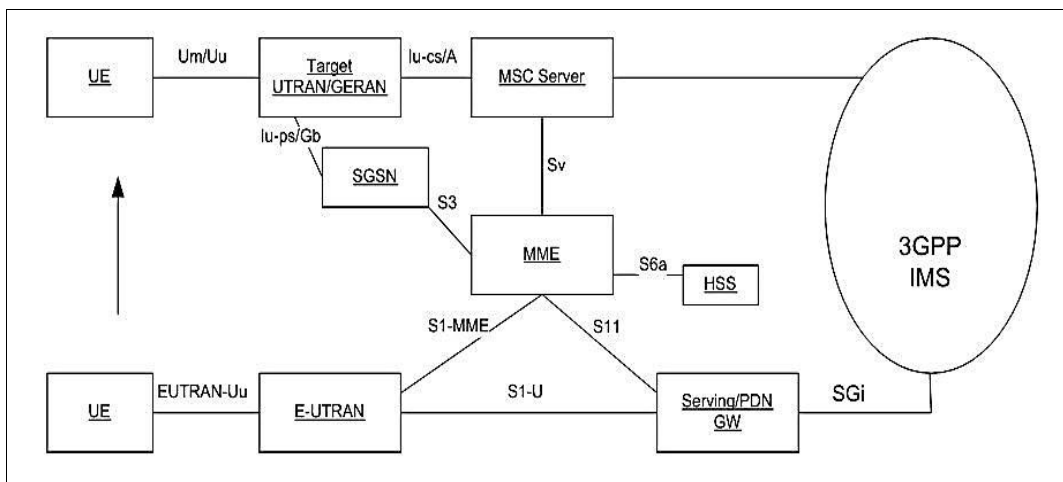 UE
Um/Uu
Target
UTRAN/GERAN
Iu-cs/A
MSC Server
Iu-ps/Gb
SGSN
S3
Sv
MME
S6a
HSS
3GPP
IMS
S1-MME
S11
UE
EUTRAN-Uu
E-UTRAN
S1-U
Serving/PDN
GW
SGi